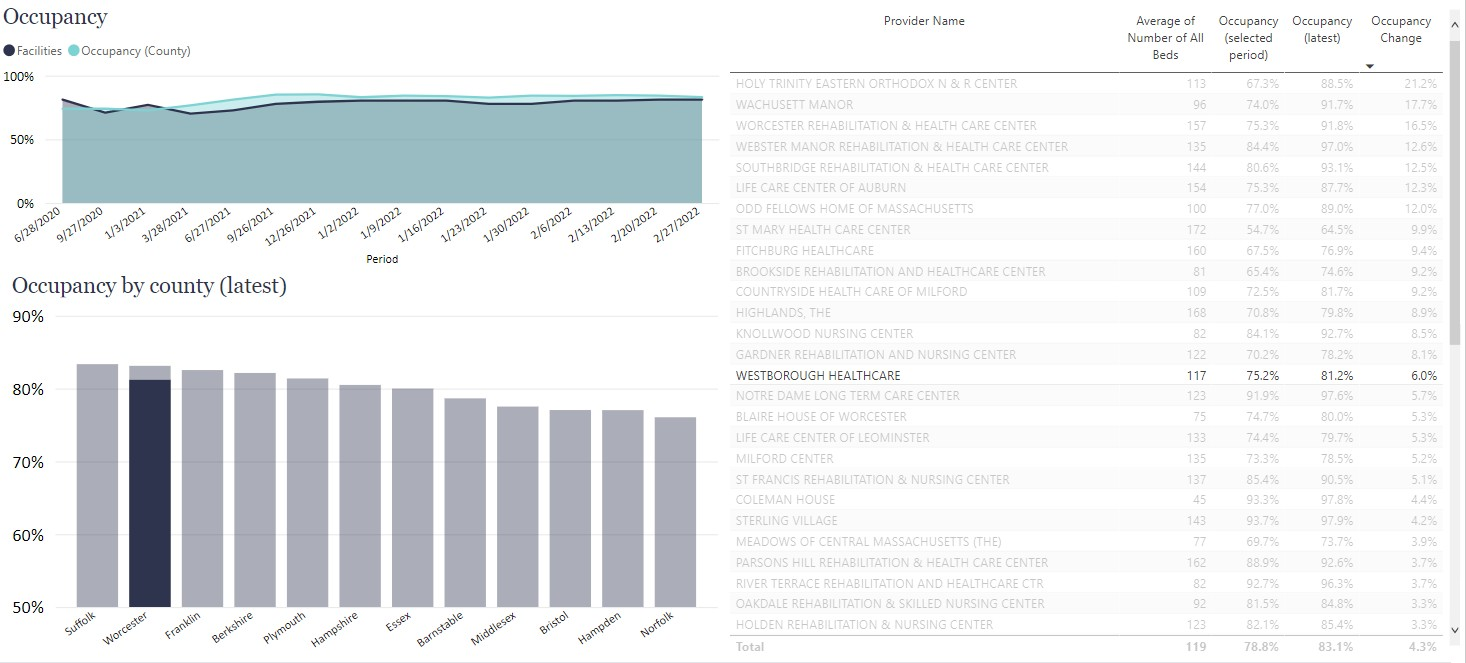 Occupancy
Facilities Occupancy (County)
100%
50%
0%
6/28/2020 9/27/2020 1/3/2021 3/28/2021 6/27/2021 9/26/2021 12/26/2021 1/2/2022 1/9/2022 1/16/2022 1/23/2022 1/30/2022 2/6/2022 2/13/2022 2/20/2022 2/27/2022
Period
Occupancy by county (latest)
90%
80%
70%
60%
50%
Suffolk Worcester Franklin Berkshire Plymouth Hampshire Essex Barnstable Middlesex Bristol Hampden Norfolk
Provider Name Average of Number of All Beds Occupancy (selected period) Occupancy (latest) Occupancy Change
HOLY TRINITY EASTERN ORTHODOX N & R CENTER 113 67.3% 88.5% 21.2%
WACHUSETT MANOR 96 74.0% 91.7% 17.7%
WORCESTER REHABILITATION & HEALTH CARE CENTER 157 75.3% 91.8% 16.5%
WEBSTER MANOR REHABILITATION & HEALTH CARE CENTER 135 84.4% 97.0% 12.6%
SOUTHBRIDGE REHABILITATION & HEALTH CARE CENTER 144 80.6% 93.1% 12.5%
LIFE CARE CENTER OF AUBURN 154 75.3% 87.7% 12.3%
ODD FELLOWS HOME OF MASSACHUSETTS 100 77.0% 89.0% 12.0%
ST MARY HEALTH CARE CENTER 172 54.7% 64.5% 9.9%
FITCHBURG HEALTHCARE 160 67.5% 76.9% 9.4%
BROOKSIDE REHABILITATION AND HEALTHCARE CENTER 81 65.4% 74.6% 9.2%
COUNTRYSIDE HEALTH CARE OF MILFORD 109 72.5% 81.7% 9.2%
HIGHLANDS, THE 168 70.8% 79.8% 8.9%
KNOLLWOOD NURSING CENTER 82 84.1% 92.7% 8.5%
GARDNER REHABILITATION AND NURSING CENTER 122 70.2% 78.2% 8.1%
WESTBOROUGH HEALTHCARE 117 75.2% 81.2% 6.0%
NOTRE DAME LONG TERM CARE CENTER 123 91.9% 97.6% 5.7%
BLAIRE HOUSE OF WORCESTER 75 74.7% 80.0% 5.3%
LIFE CARE CENTER OF LEOMINSTER 133 74.4% 79.7% 5.3%
MILFORD CENTER 135 73.3% 78.5% 5.2%
ST FRANCIS REHABILITATION & NURSING CENTER 137 85.4% 90.5% 5.1%
COLEMAN HOUSE 45 93.3% 97.8% 4.4%
STERLING VILLAGE 143 93.7% 97.9% 4.2%
MEADOWS OF CENTRAL MASSACHUSETTS (THE) 77 69.7% 73.7% 3.9%
PARSONS HILL REHABILITATION & HEALTH CARE CENTER 162 88.9% 92.6% 3.7%
RIVER TERRACE REHABILITATION AND HEALTHCARE CTR 82 92.7% 96.3% 3.7%
OAKDALE REHABILITATION & SKILLED NURSING CENTER 92 81.5% 84.8% 3.3%
HOLDEN REHABILITATION & NURSING CENTER 123 82.1% 85.4% 3.3%
Total 119 78.8% 83.1% 4.3%